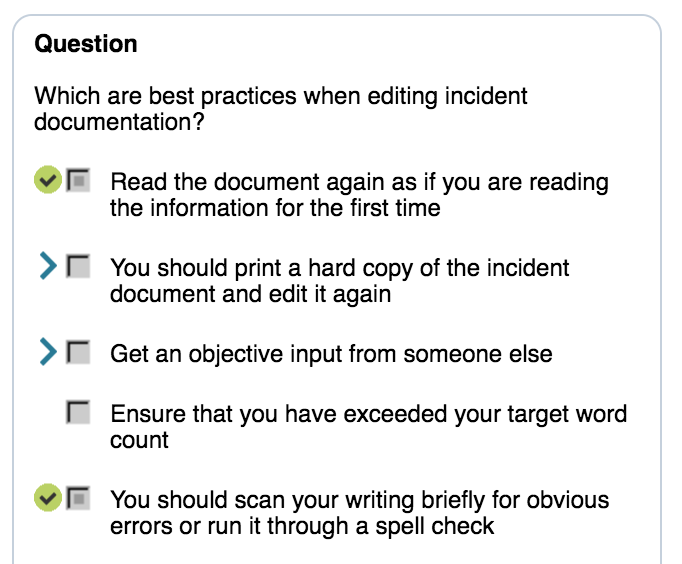 Question
Which are best practices when editing incident
documentation?
Read the document again as if you are reading
the information for the first time
You should print a hard copy of the incident
document and edit it again
Get an objective input from someone else
Ensure that you have exceeded your target word
count
You should scan your writing briefly for obvious
errors or run it through a spell check